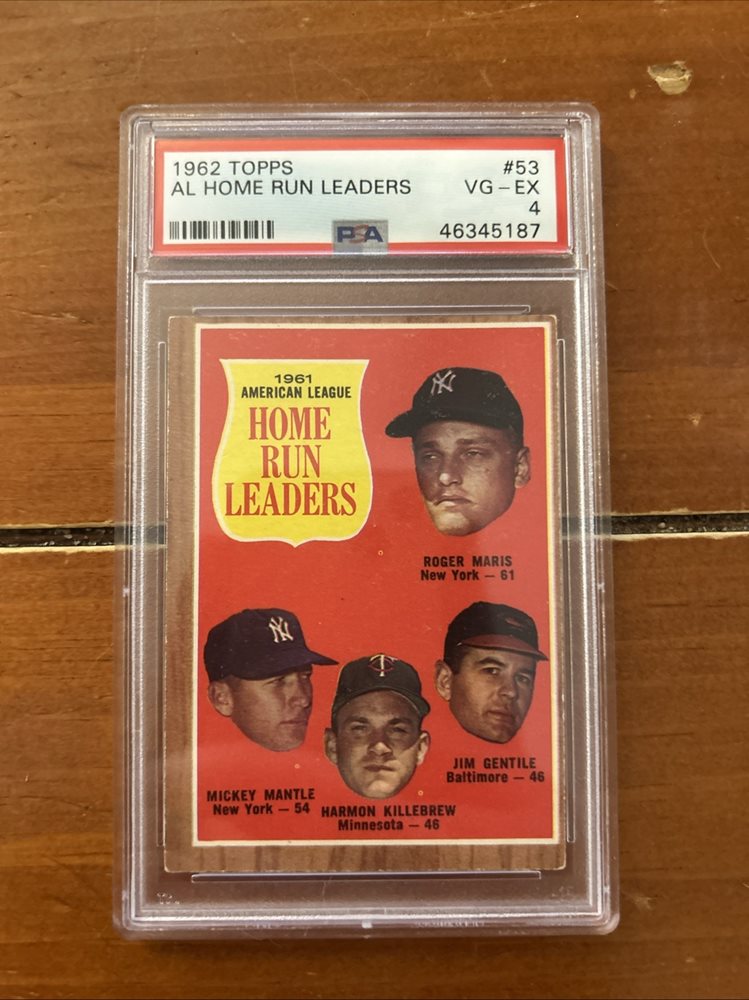 1962 TOPPS #53
AL HOME RUN LEADERS VG - EX
4
PSA 46345187
1961
AMERICAN LEAGUE
HOME
RUN
LEADERS
NY
ROGER MARIS
New York — 61
NY
TC
JIM GENTILE
Baltimore — 46
MICKEY MANTLE
New York — 54
HARMON KILLEBREW
Minnesota — 46